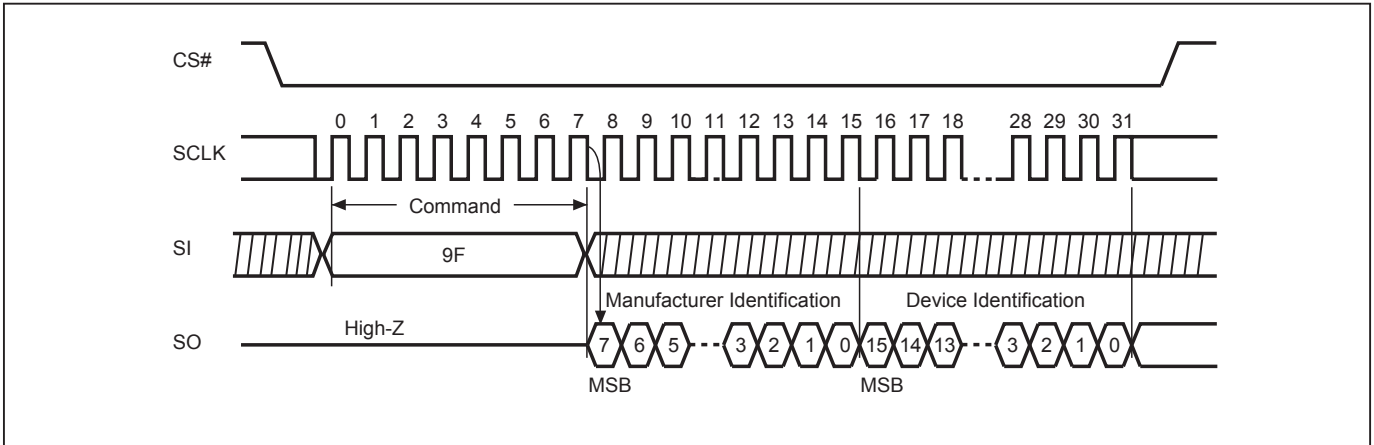 CS#
0 1 2 3 4 5 6 7 8 9 10 11 12 13 14 15 16 17 18 28 29 30 31
SCLK
Command
SI
9F
Manufacturer Identification Device Identification
High-Z
SO
7 6 5 3 2 1 0 15 14 13 3 2 1 0
MSB MSB